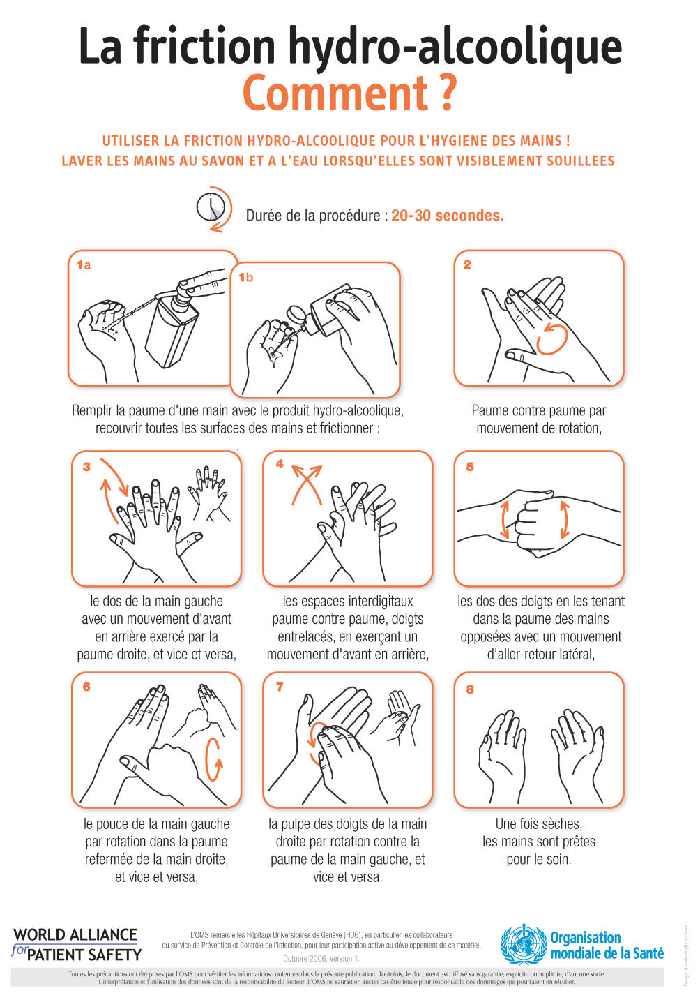 La friction hydro-alcoolique
Comment ?
UTILISER LA FRICTION HYDRO-ALCOOLIQUE POUR L'HYGIENE DES MAINS !
LAVER LES MAINS AU SAVON ET A L'EAU LORSQU'ELLES SONT VISIBLEMENT SOUILLEES
Durée de la procédure : 20-30 secondes.
1a
1b
Remplir la paume d'une main avec le produit hydro-alcoolique,
recouvrir toutes les surfaces des mains et frictionner :
2
Paume contre paume par
mouvement de rotation,
3
le dos de la main gauche
avec un mouvement d'avant
en arrière exercé par la
paume droite, et vice et versa,
4
les espaces interdigitaux
paume contre paume, doigts
entrelacés, en exerçant un
mouvement d'avant en arrière,
5
les dos des doigts en les tenant
dans la paume des mains
opposées avec un mouvement
d'aller-retour latéral,
6
le pouce de la main gauche
par rotation dans la paume
refermée de la main droite,
et vice et versa,
7
la pulpe des doigts de la main
droite par rotation contre la
paume de la main gauche, et
vice et versa.
8
Une fois sèches,
les mains sont prêtes
pour le soin.
WORLD ALLIANCE
for PATIENT SAFETY
L'OMS remercie les Hôpitaux Universitaires de Genève (HUG), en particulier les collaborateurs
du service de Prévention et Contrôle de l'Infection, pour leur participation active au développement de ce matériel.
Octobre 2006, version 1.
Organisation
mondiale de la Santé
Toutes les précautions ont été prises par l'OMS pour vérifier les informations contenues dans la présente publication. Toutefois, le document est diffusé sans garantie, explicite ou implicite, d'aucune sorte.
L'interprétation et l'utilisation des données sont de la responsabilité du lecteur. L'OMS ne saurait en aucun cas être tenue pour responsable des dommages qui pourraient en résulter.